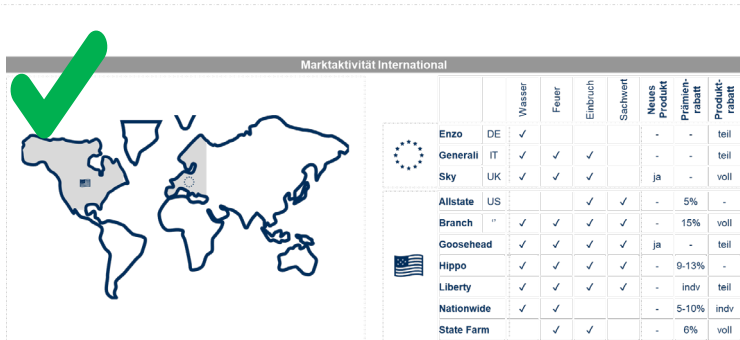 Marktaktivität International
Wasser Feuer Einbruch Sachwert Neues Produkt Prämien-rabatt Produkt-rabatt
Enzo DE ✓ - - teil
Generali IT ✓ ✓ ✓ - - teil
Sky UK ✓ ✓ ✓ ja - voll
Allstate US ✓ ✓ - 5% -
Branch " ✓ ✓ ✓ ✓ - 15% voll
Goosehead ✓ ✓ ✓ ✓ ja - teil
Hippo ✓ ✓ ✓ ✓ - 9-13% -
Liberty ✓ ✓ ✓ ✓ - indv teil
Nationwide ✓ ✓ - 5-10% indv
State Farm ✓ ✓ - 6% voll